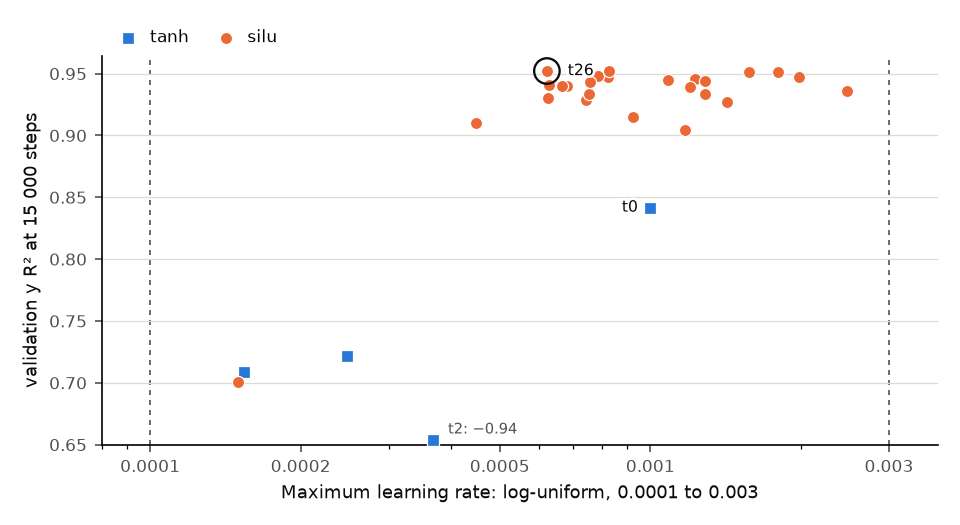 tanh silu
0.95
0.90
0.85
0.80
0.75
0.70
0.65
validation y R² at 15 000 steps
t26
t0
t2: −0.94
0.0001 0.0002 0.0005 0.001 0.003
Maximum learning rate: log-uniform, 0.0001 to 0.003